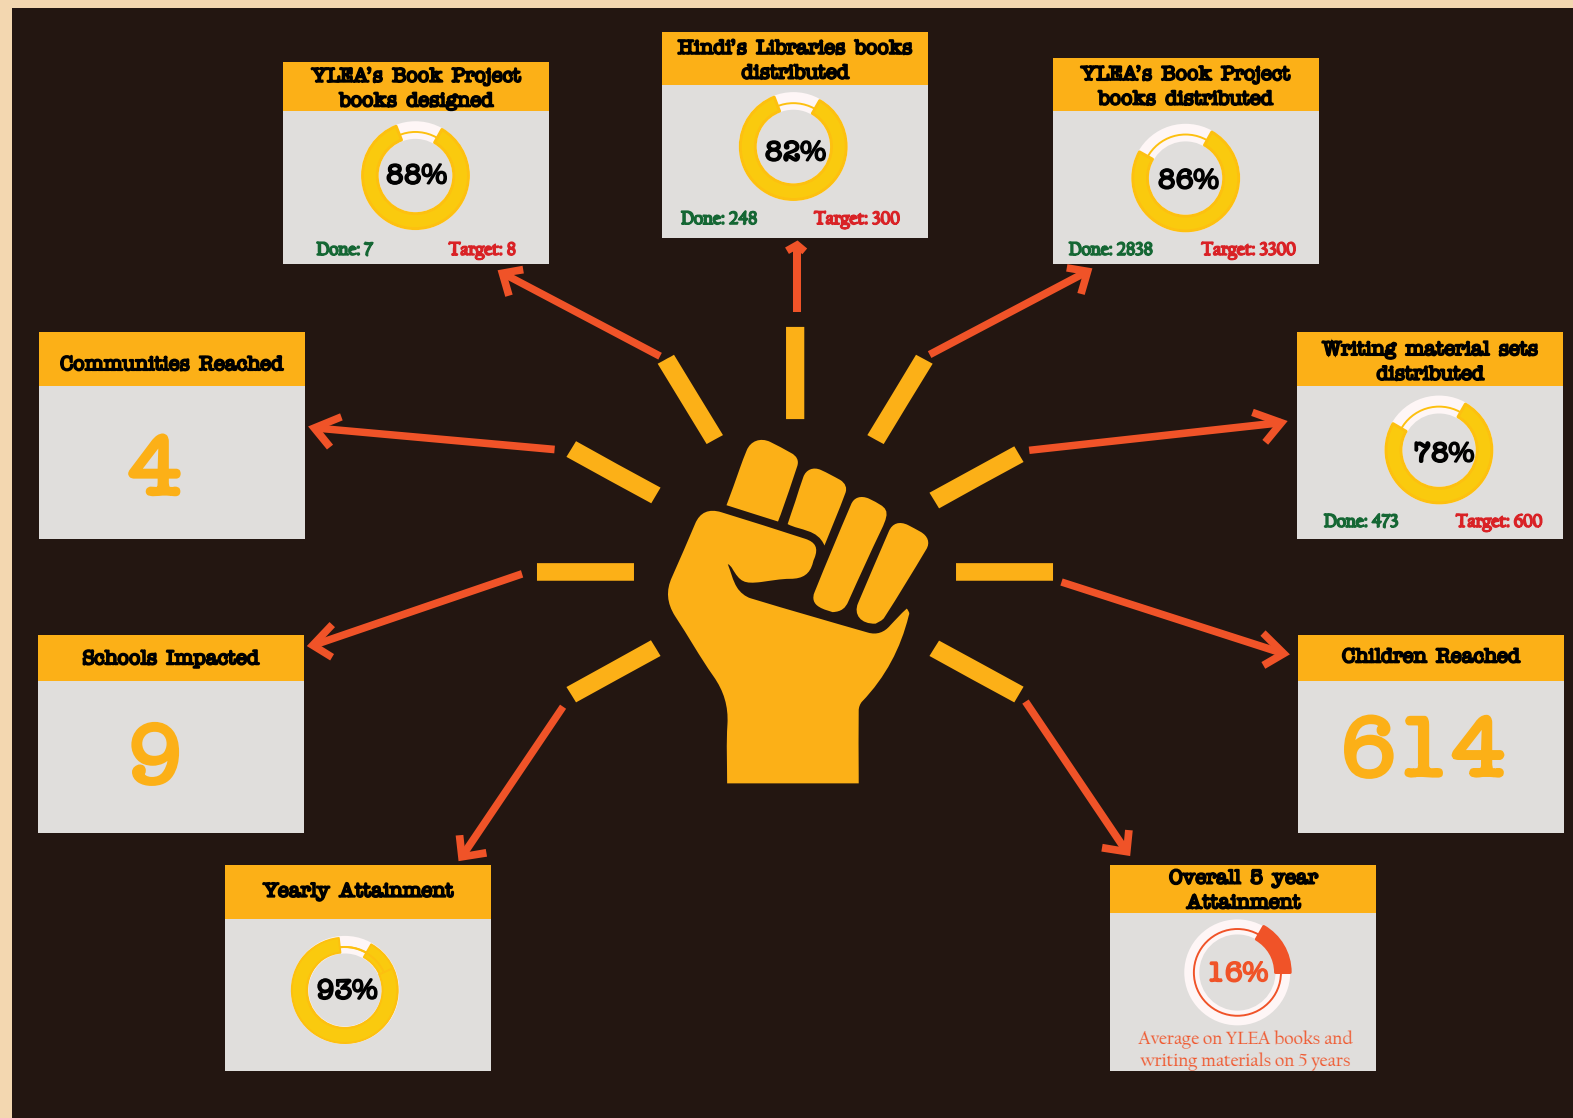 Hindi's Libraries books
distributed
82%
Done: 248 Target: 300
YLEA's Book Project
books designed
88%
Done: 7 Target: 8
YLEA's Book Project
books distributed
86%
Done: 2838 Target: 3300
Communities Reached
4
Writing material sets
distributed
78%
Done: 473 Target: 600
Schools Impacted
9
Children Reached
614
Yearly Attainment
93%
Overall 5 year
Attainment
16%
Average on YLEA books and
writing materials on 5 years